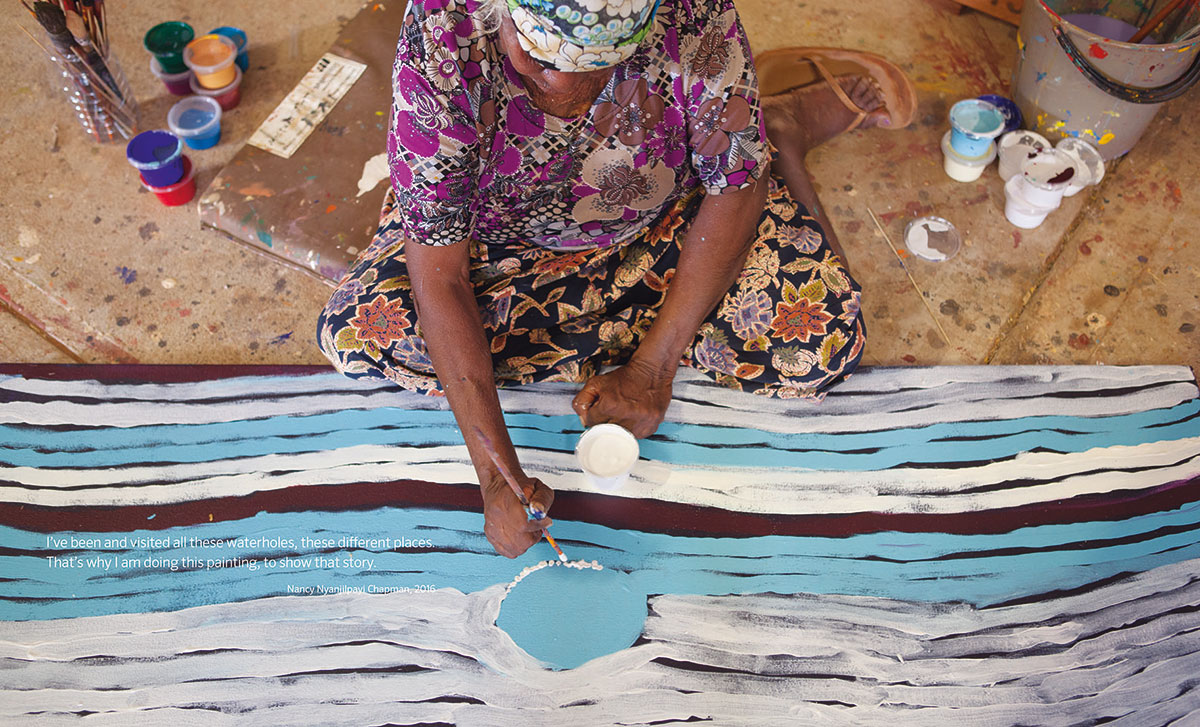 I've been and visited all these waterholes, these different places.
That's why I am doing this painting, to show that story.
Nancy Nyanjilpayi Chapman, 2016